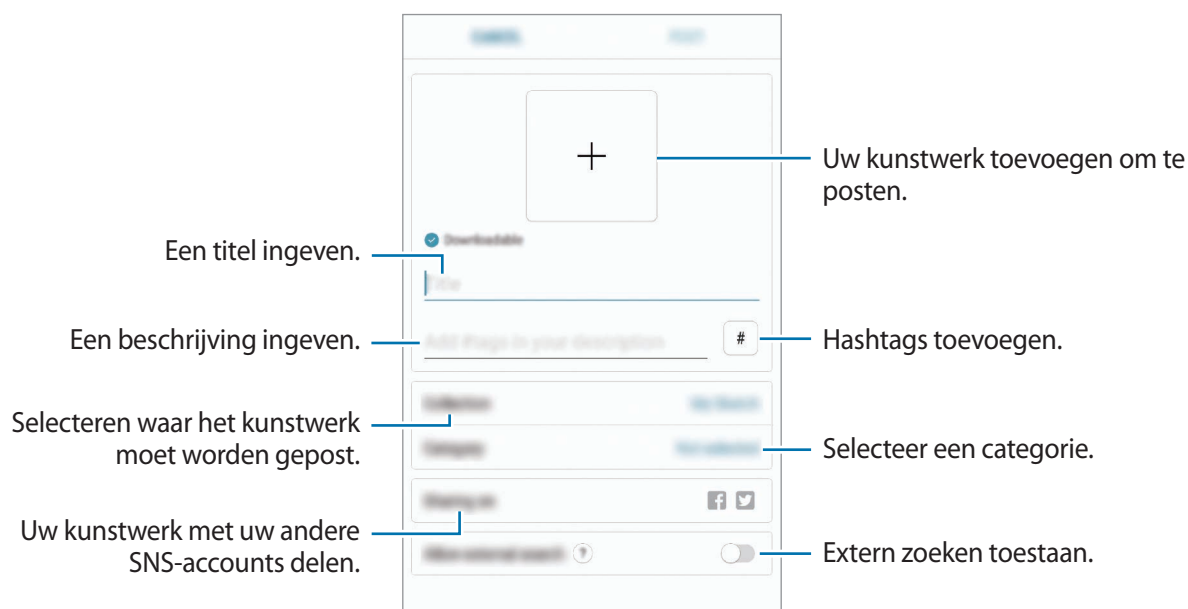 CANCEL
POST
Uw kunstwerk toevoegen om te
posten.
Downloadable
Een titel ingeven.
Title
Een beschrijving ingeven.
Add #tags in your description
#
Hashtags toevoegen.
Collection
My Sketch
Selecteren waar het kunstwerk
moet worden gepost.
Category
Not selected
Selecteer een categorie.
Sharing on
Uw kunstwerk met uw andere
SNS-accounts delen.
Allow external search ?
Extern zoeken toestaan.